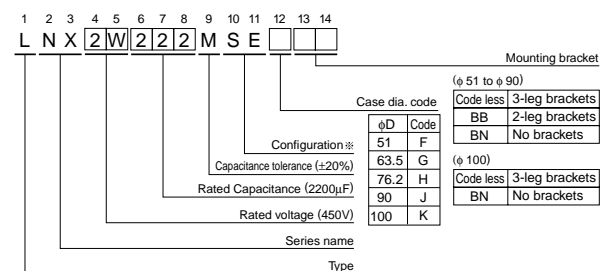 1 2 3 4 5 6 7 8 9 10 11 12 13 14
L N X 2 W 2 2 2 M S E
Mounting bracket
(φ 51 to φ 90)
Code less 3-leg brackets
BB 2-leg brackets
BN No brackets
(φ 100)
Code less 3-leg brackets
BN No brackets
Case dia. code
φD Code
51 F
63.5 G
76.2 H
90 J
100 K
Configuration※
Capacitance tolerance (±20%)
Rated Capacitance (2200μF)
Rated voltage (450V)
Series name
Type